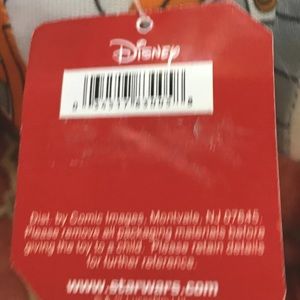 Disney
Dist. by Comic Images, Montvale, NJ 07645.
Please remove all packaging materials before
giving the toy to a child. Please retain details
for further reference.
www.starwars.com